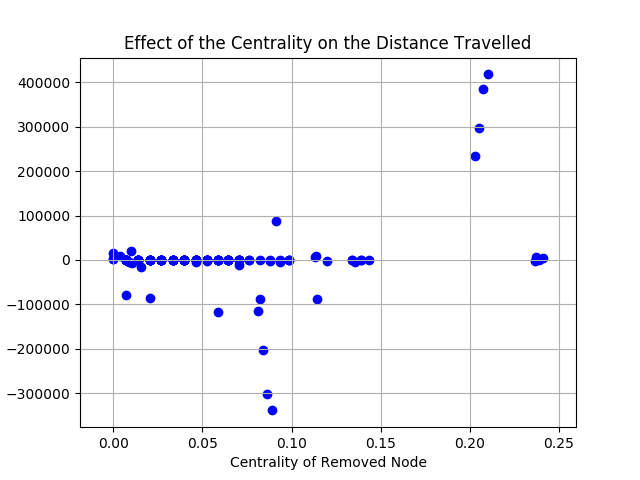 Effect of the Centrality on the Distance Travelled
400000
300000
200000
100000
0
−100000
−200000
−300000
0.00 0.05 0.10 0.15 0.20 0.25
Centrality of Removed Node